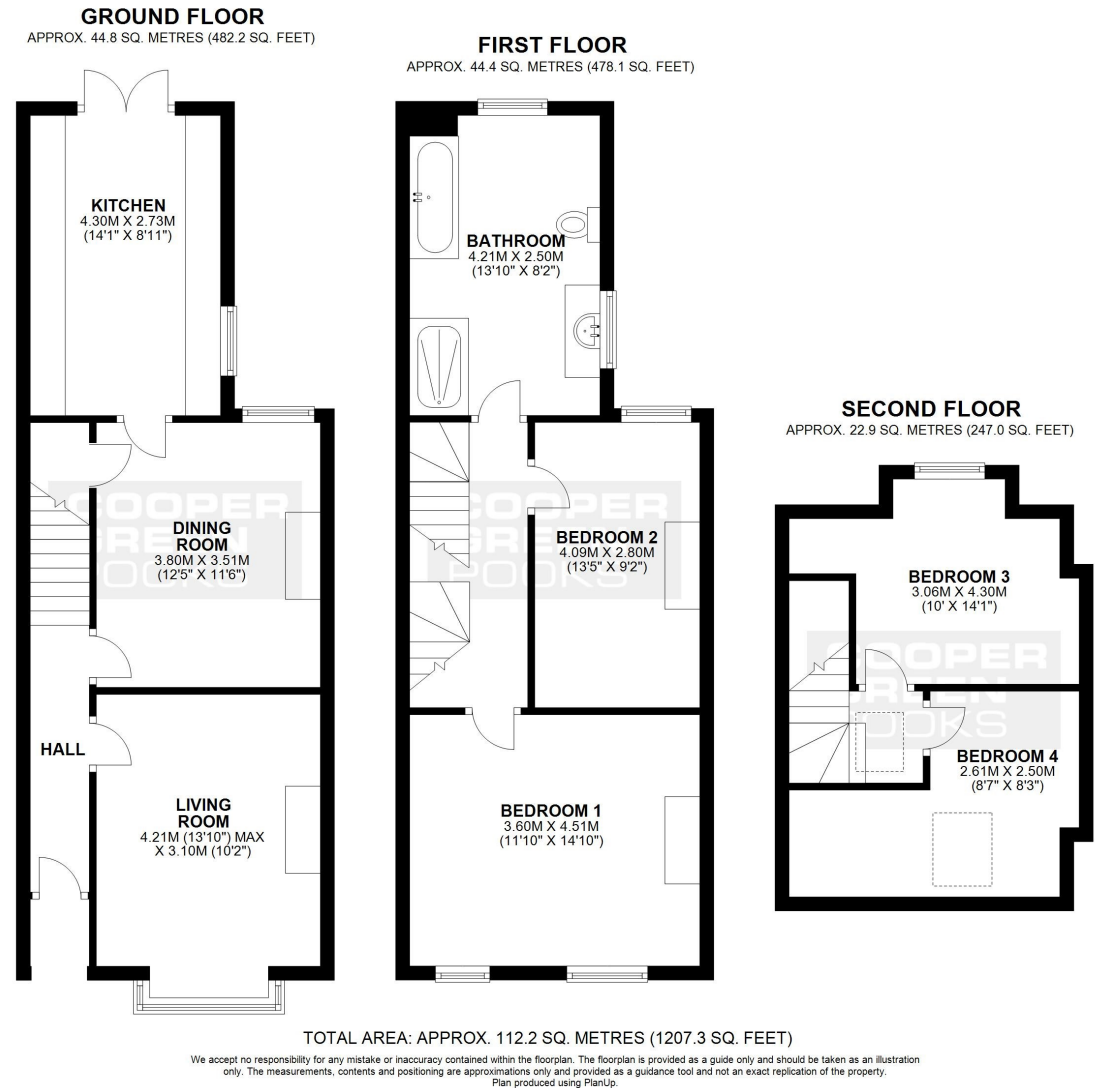 GROUND FLOOR
APPROX. 44.8 SQ. METRES (482.2 SQ. FEET)
KITCHEN
4.30M X 2.73M
(14'1" X 8'11")
DINING
ROOM
3.80M X 3.51M
(12'5" X 11'6")
HALL
LIVING
ROOM
4.21M (13'10") MAX
X 3.10M (10'2")
COOPER
GREEN
POOKS
FIRST FLOOR
APPROX. 44.4 SQ. METRES (478.1 SQ. FEET)
BATHROOM
4.21M X 2.50M
(13'10" X 8'2")
BEDROOM 2
4.09M X 2.80M
(13'5" X 9'2")
BEDROOM 1
3.60M X 4.51M
(11'10" X 14'10")
COOPER
GREEN
POOKS
SECOND FLOOR
APPROX. 22.9 SQ. METRES (247.0 SQ. FEET)
BEDROOM 3
3.06M X 4.30M
(10' X 14'1")
BEDROOM 4
2.61M X 2.50M
(8'7" X 8'3")
COOPER
GREEN
POOKS
TOTAL AREA: APPROX. 112.2 SQ. METRES (1207.3 SQ. FEET)
We accept no responsibility for any mistake or inaccuracy contained within the floorplan. The floorplan is provided as a guide only and should be taken as an illustration
only. The measurements, contents and positioning are approximations only and provided as a guidance tool and not an exact replication of the property.
Plan produced using PlanUp.